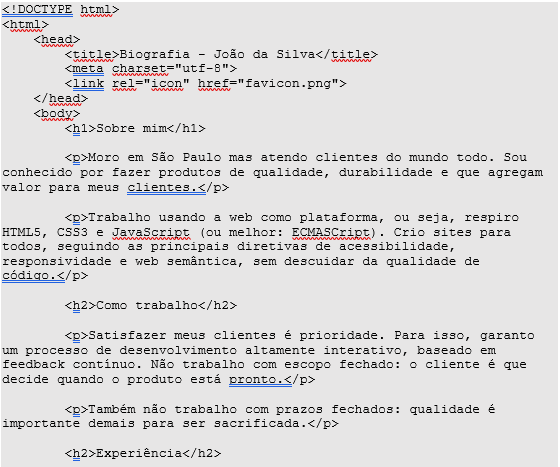 <!DOCTYPE html>
<html>
    <head>
        <title>Biografia - João da Silva</title>
        <meta charset="utf-8">
        <link rel="icon" href="favicon.png">
    </head>
    <body>
        <h1>Sobre mim</h1>

        <p>Moro em São Paulo mas atendo clientes do mundo todo. Sou
conhecido por fazer produtos de qualidade, durabilidade e que agregam
valor para meus clientes.</p>

        <p>Trabalho usando a web como plataforma, ou seja, respiro
HTML5, CSS3 e JavaScript (ou melhor: ECMASCript). Crio sites para
todos, seguindo as principais diretivas de acessibilidade,
responsividade e web semântica, sem descuidar da qualidade de
código.</p>

        <h2>Como trabalho</h2>

        <p>Satisfazer meus clientes é prioridade. Para isso, garanto
um processo de desenvolvimento altamente interativo, baseado em
feedback contínuo. Não trabalho com escopo fechado: o cliente é que
decide quando o produto está pronto.</p>

        <p>Também não trabalho com prazos fechados: qualidade é
importante demais para ser sacrificada.</p>

        <h2>Experiência</h2>